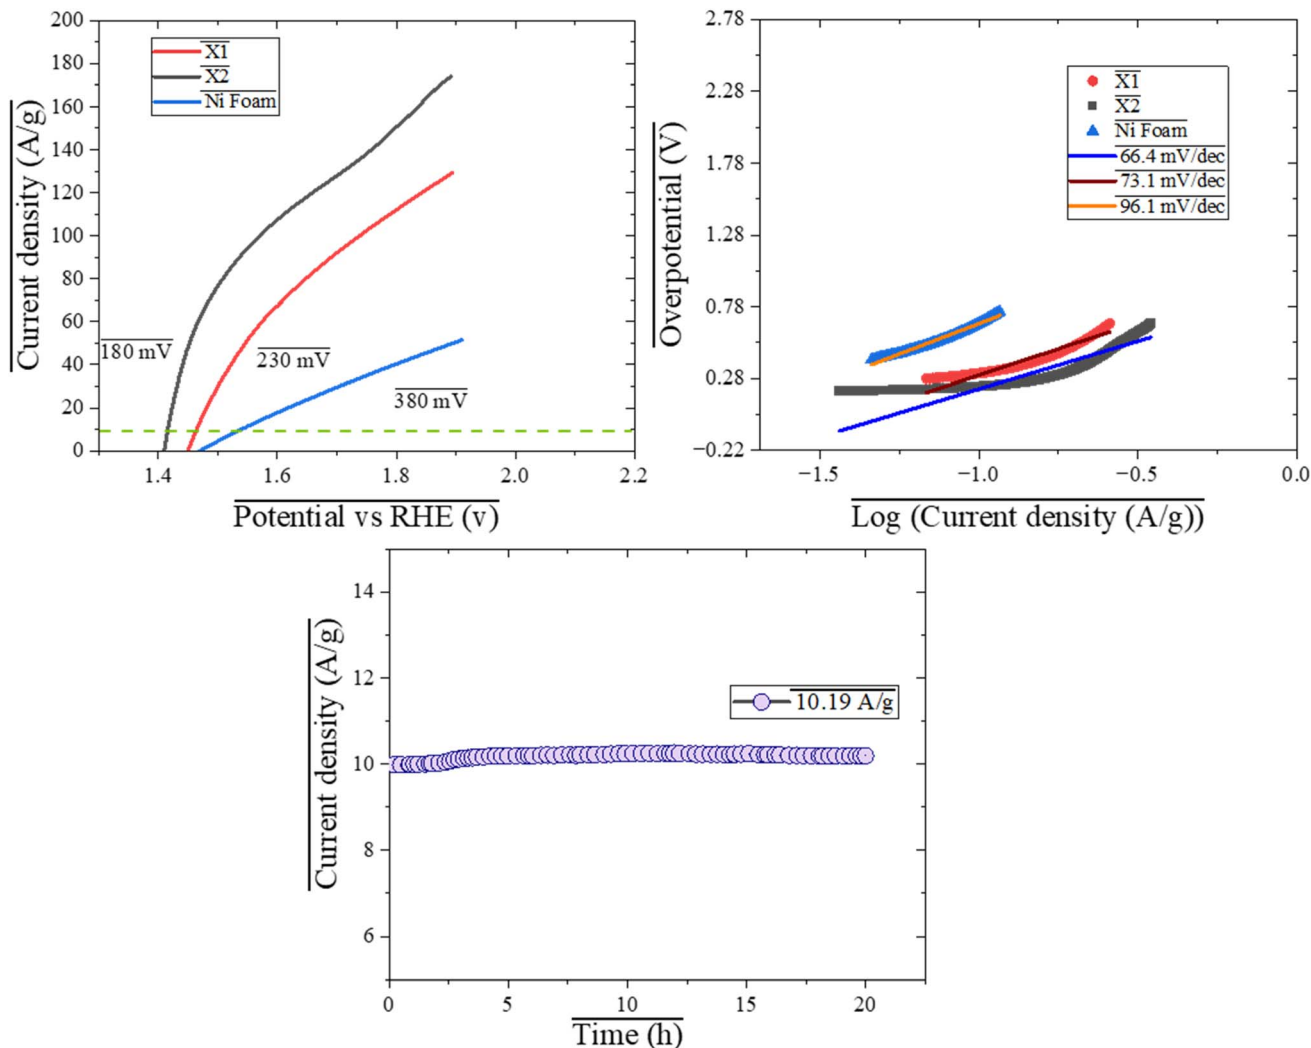 200
180
160
140
120
100
80
60
40
20
0
Current density (A/g)
X1
X2
Ni Foam
180 mV
230 mV
380 mV
1.4
1.6
1.8
2.0
2.2
Potential vs RHE (v)
2.78
2.28
1.78
1.28
0.78
0.28
−0.22
Overpotential (V)
X1
X2
Ni Foam
66.4 mV/dec
73.1 mV/dec
96.1 mV/dec
−1.5
−1.0
−0.5
0.0
Log (Current density (A/g))
14
12
10
8
6
Current density (A/g)
10.19 A/g
0
5
10
15
20
Time (h)